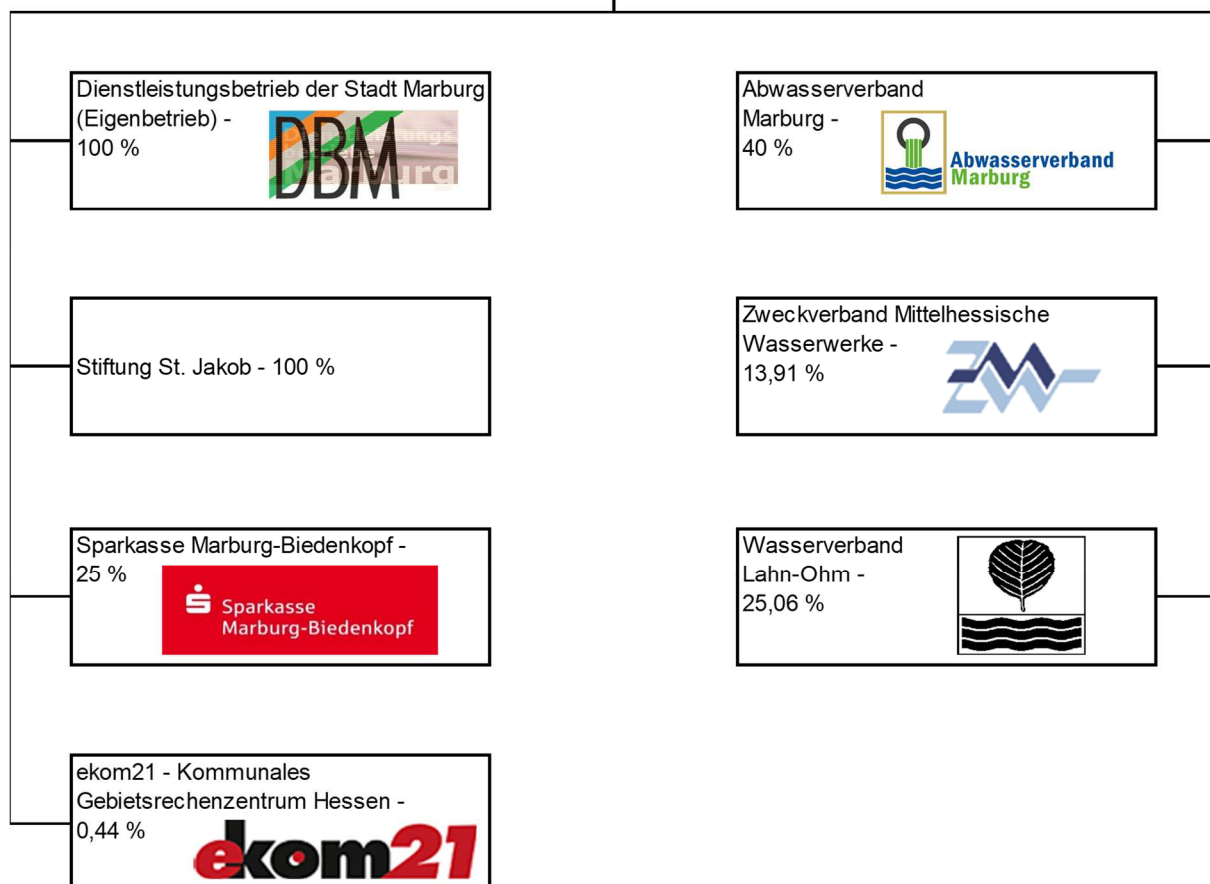 Dienstleistungsbetrieb der Stadt Marburg
(Eigenbetrieb) -
100 %
DBM
Marburg
Stiftung St. Jakob - 100 %
Sparkasse Marburg-Biedenkopf -
25 %
Sparkasse
Marburg-Biedenkopf
ekom21 - Kommunales
Gebietsrechenzentrum Hessen -
0,44 %
ekom21
Abwasserverband
Marburg -
40 %
Abwasserverband
Marburg
Zweckverband Mittelhessische
Wasserwerke -
13,91 %
ZMW
Wasserverband
Lahn-Ohm -
25,06 %